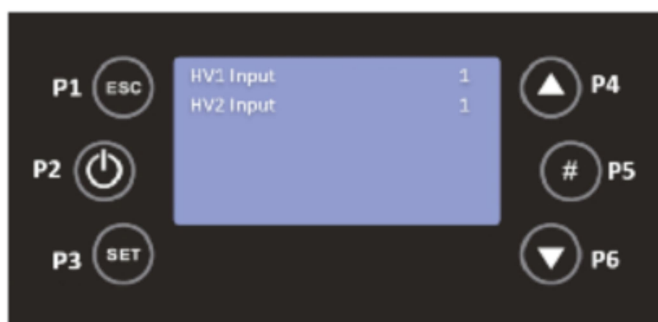 P1 ESC
HV1 Input 1
HV2 Input 1
P4
P2
# P5
P3 SET
P6